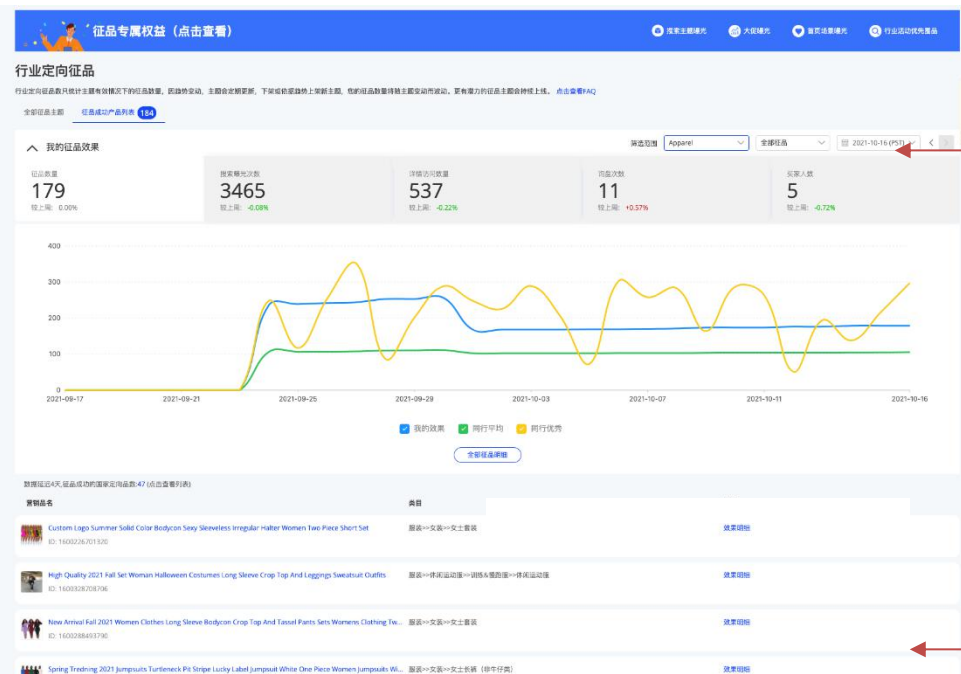 征品专属权益（点击查看）
搜索主题曝光 大促曝光 首页场景曝光 行业活动优先置品
行业定向征品
行业定向征品数只统计主题有效情况下的征品数量，因趋势变动，主题会定期更新，下架或依据趋势上架新主题，您的征品数量将随主题变动而波动。更有潜力的征品主题会持续上线。 点击查看FAQ
全部征品主题 征品成功产品列表 184
我的征品效果
筛选范围 Apparel 全部征品 2021-10-16 (PST)
征品数量 搜索曝光次数 详情访问数量 询盘次数 买家人数
179 3465 537 11 5
较上周: 0.00% 较上周: -0.08% 较上周: -0.22% 较上周: +0.57% 较上周: -0.72%
400
300
200
100
0
2021-09-17 2021-09-21 2021-09-25 2021-09-29 2021-10-03 2021-10-07 2021-10-11 2021-10-16
我的效果 同行平均 同行优秀
全部征品明细
数据征近4天,征品成功的国家定向品数:47 (点击查看列表)
营销品名 类目
Custom Logo Summer Solid Color Bodycon Sexy Sleeveless Irregular Halter Women Two Piece Short Set 服装>>女装>>女士套装 效果明细
ID: 1600226701320
High Quality 2021 Fall Set Woman Halloween Costumes Long Sleeve Crop Top And Leggings Sweatsuit Outfits 服装>>休闲运动服>>训练&慢跑服>>休闲运动服 效果明细
ID: 1600328708706
New Arrival Fall 2021 Women Clothes Long Sleeve Bodycon Crop Top And Tassel Pants Sets Womens Clothing Tw... 服装>>女装>>女士套装 效果明细
ID: 1600288493790
Spring Tredning 2021 Jumpsuits Turtleneck Pit Stripe Lucky Label Jumpsuit White One Piece Women Jumpsuits Wi... 服装>>女装>>女士长裤（非牛仔类） 效果明细